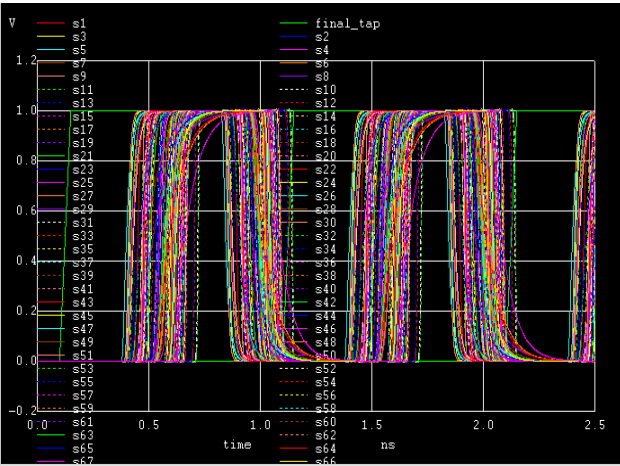 V
s1
s3
s5
s7
s9
s11
s13
s15
s17
s19
s21
s23
s25
s27
s29
s31
s33
s35
s37
s39
s41
s43
s45
s47
s49
s51
s53
s55
s57
s59
s61
s63
s65
s67
final_tap
s2
s4
s6
s8
s10
s12
s14
s16
s18
s20
s22
s24
s26
s28
s30
s32
s34
s36
s38
s40
s42
s44
s46
s48
s50
s52
s54
s56
s58
s60
s62
s64
s66
1.2
1.0
0.8
0.6
0.4
0.2
0.0
-0.2
0.0 0.5 1.0 1.5 2.0 2.5
time ns